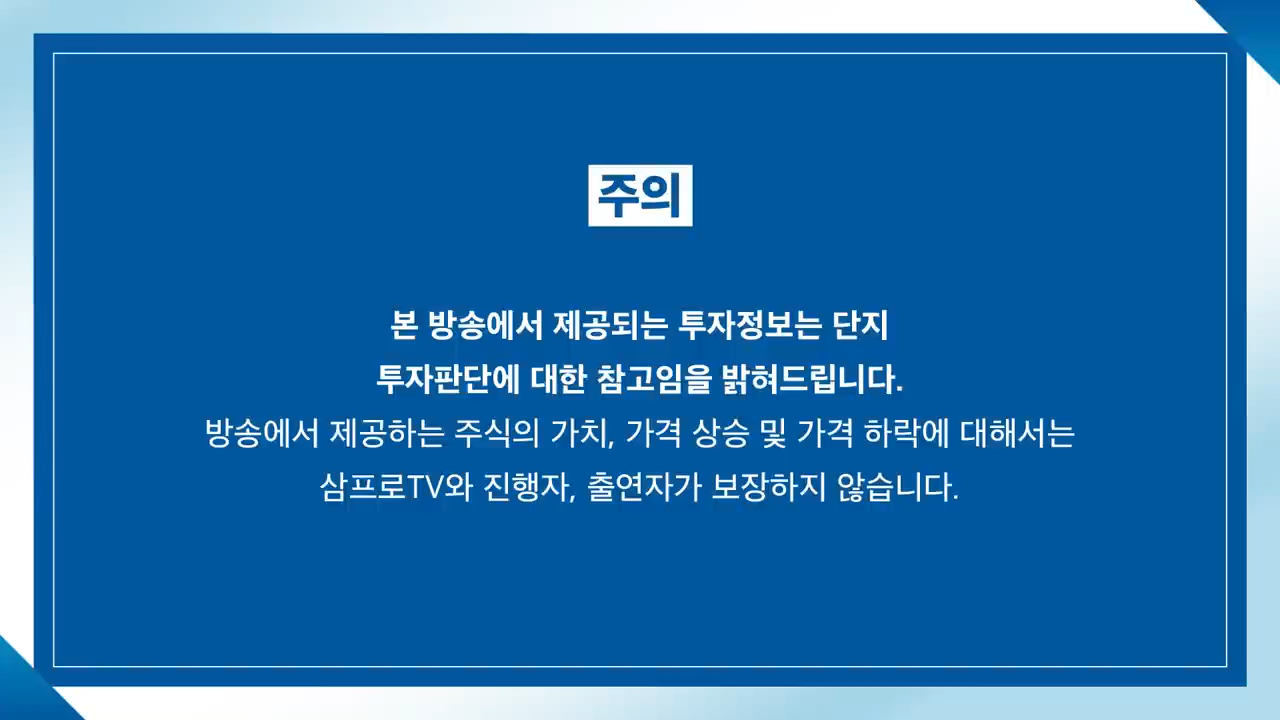 주의
본 방송에서 제공되는 투자정보는 단지
투자판단에 대한 참고임을 밝혀드립니다.
방송에서 제공하는 주식의 가치, 가격 상승 및 가격 하락에 대해서는
삼프로TV와 진행자, 출연자가 보장하지 않습니다.